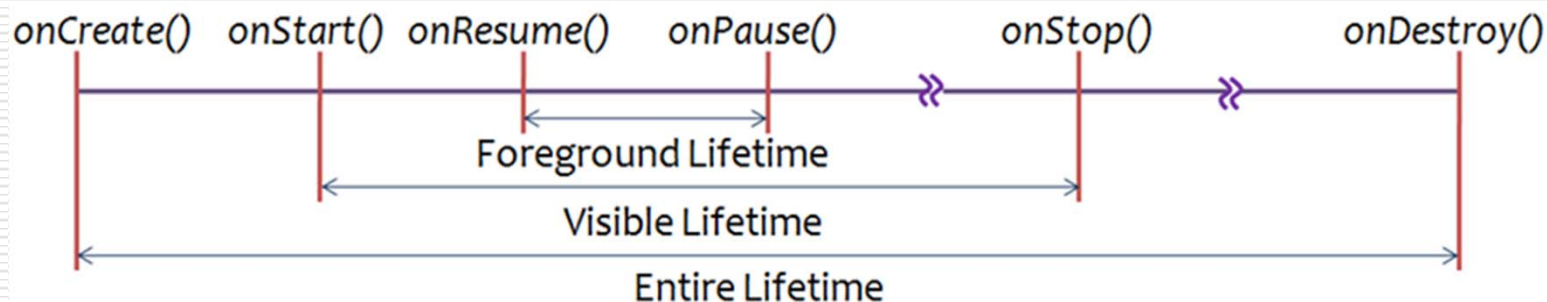 onCreate() onStart() onResume() onPause() onStop() onDestroy()
Foreground Lifetime
Visible Lifetime
Entire Lifetime